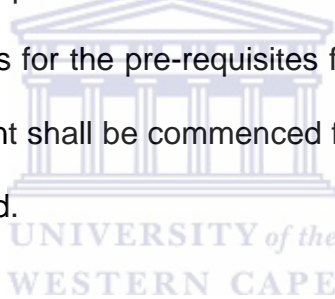 s for the pre-requisites f
nt shall be commenced f
d.
UNIVERSITY of the
WESTERN CAPE